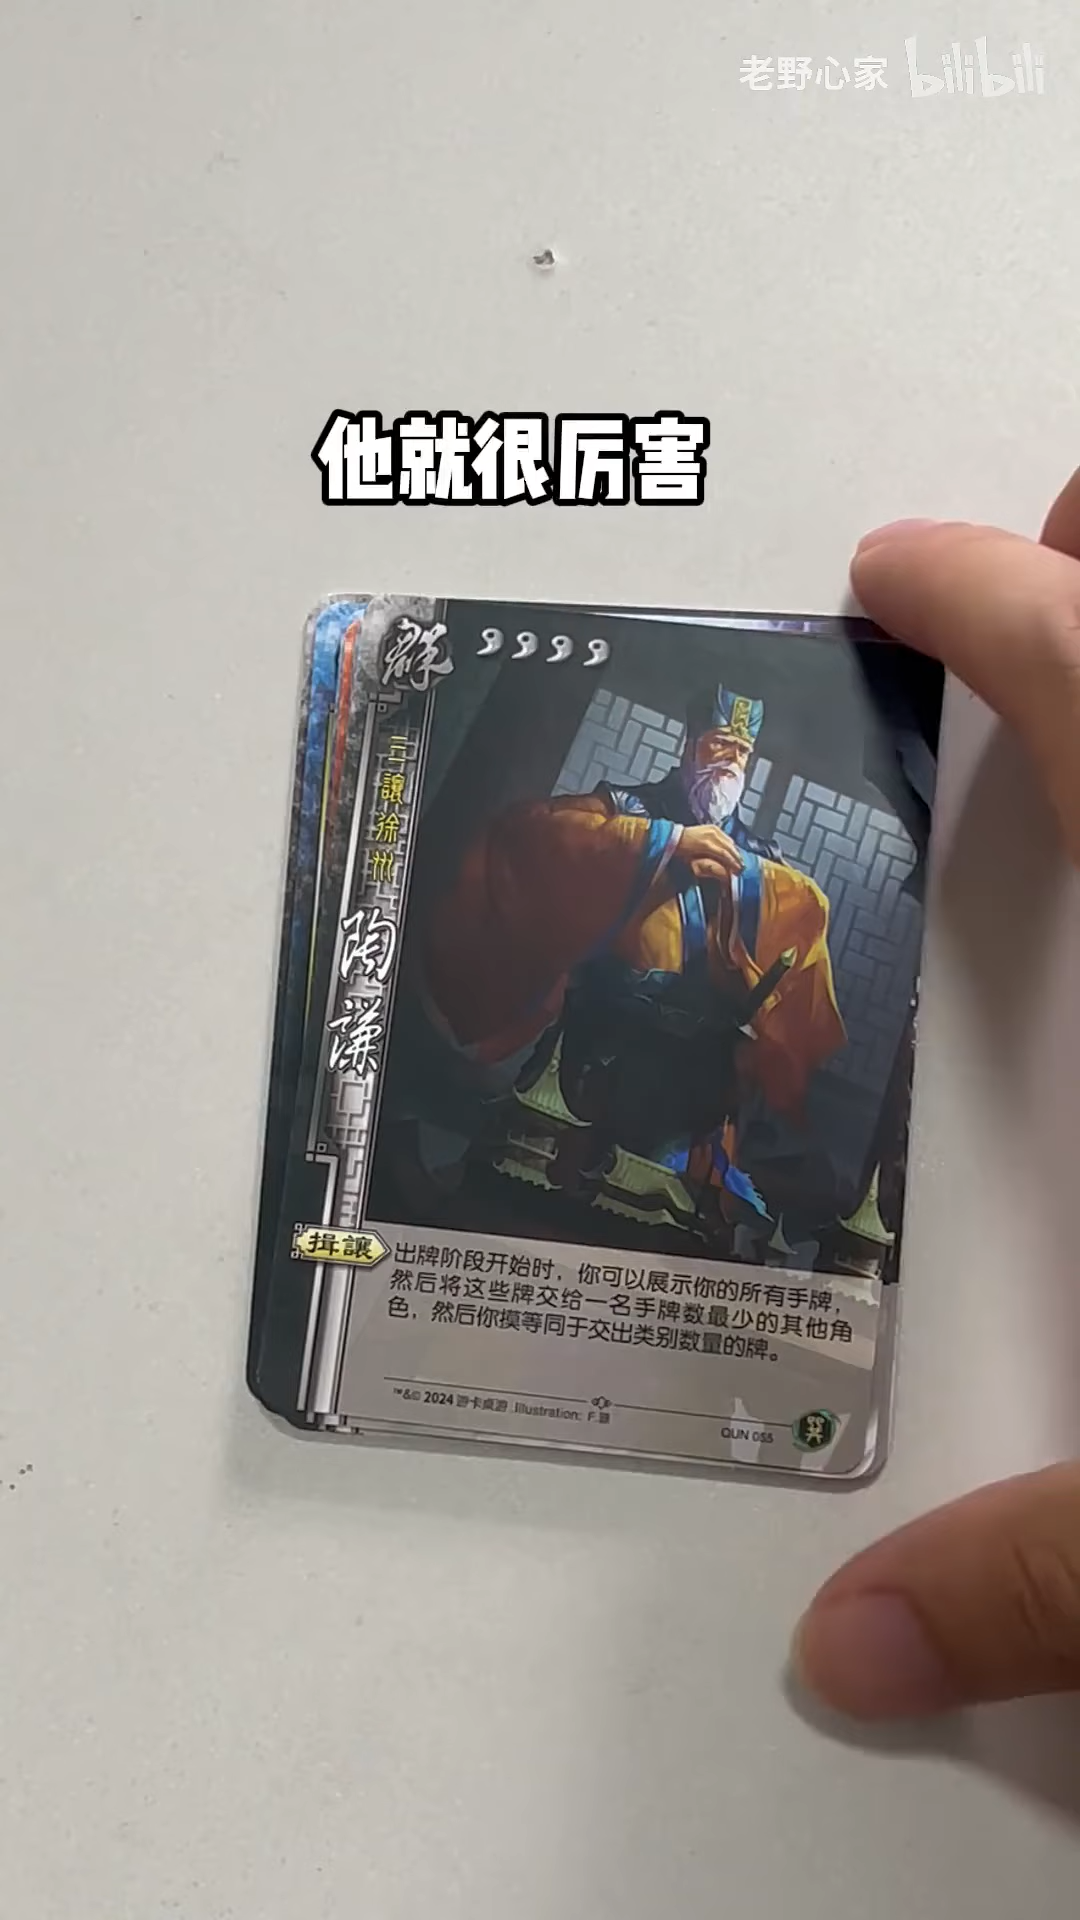 老野心家 bilibili
他就很厉害
群
三讓徐州
陶謙
揖讓
出牌阶段开始时，你可以展示你的所有手牌，
然后将这些牌交给一名手牌数最少的其他角
色，然后你摸等同于交出类别数量的牌。
™&© 2024 游卡桌游 Illustration: F.源
QUN 055